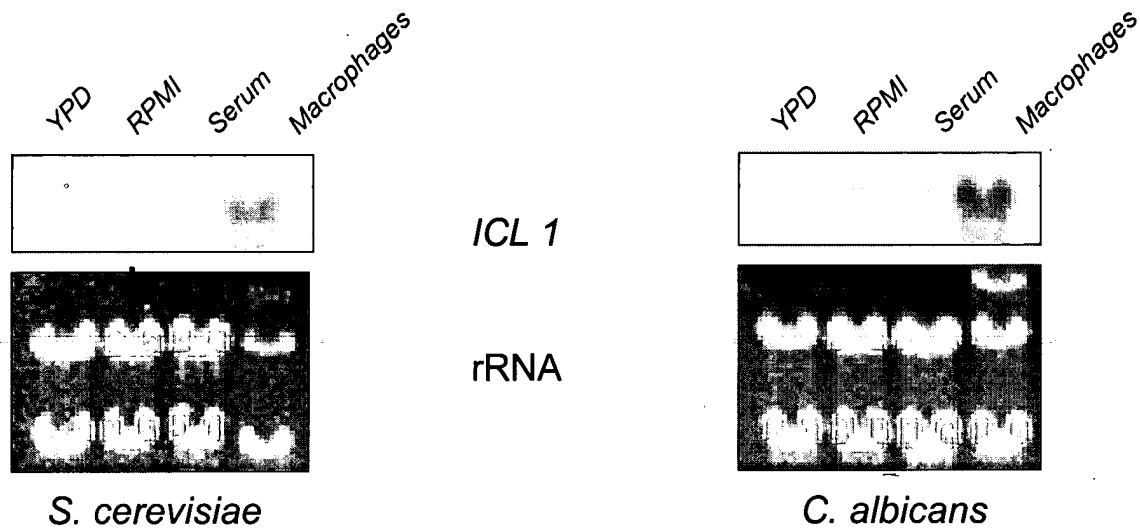 YPD RPMI Serum Macrophages
YPD RPMI Serum Macrophages
ICL 1
rRNA
S. cerevisiae
C. albicans